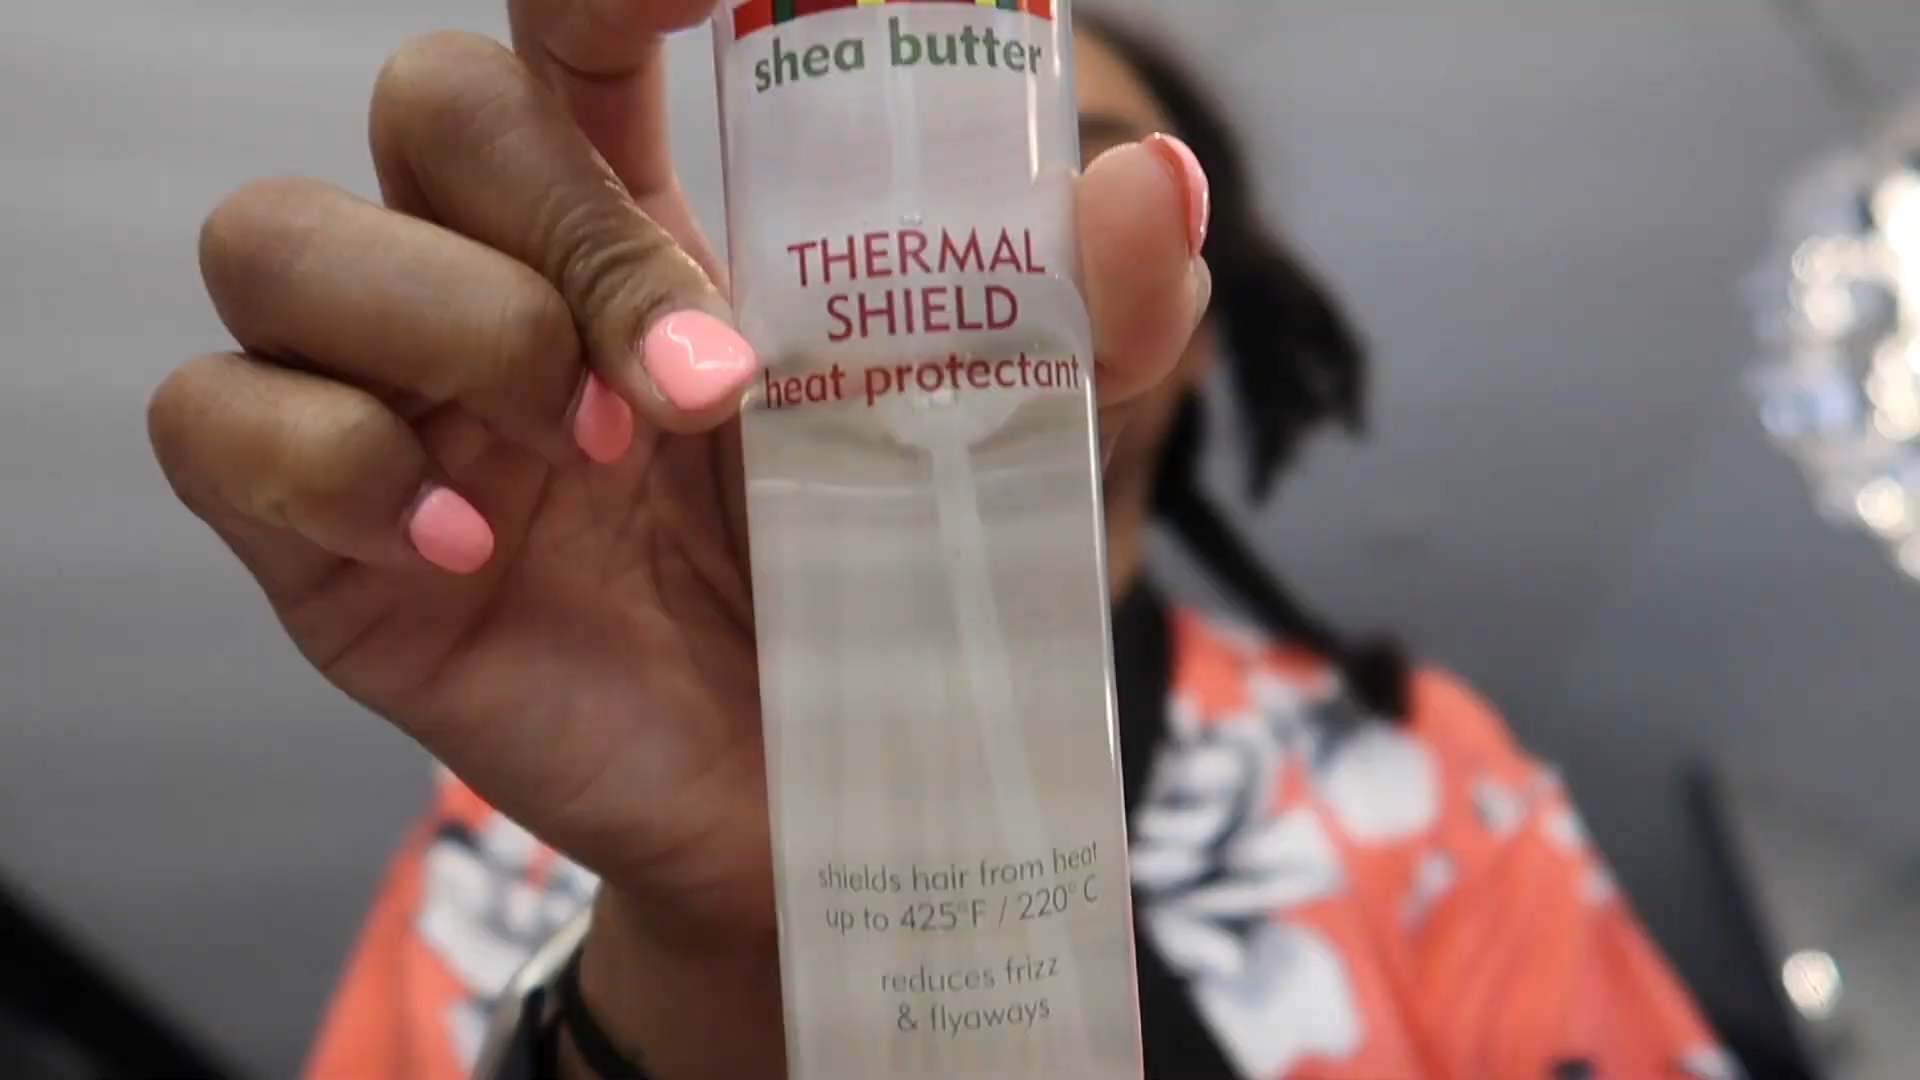 shea butter
THERMAL
SHIELD
heat protectant
shields hair from heat
up to 425°F / 220°C
reduces frizz
& flyaways